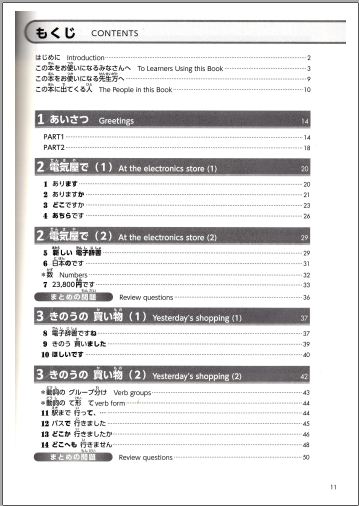 もくじ CONTENTS
はじめに Introduction 2
この本をお使いになるみなさんへ To Learners Using this Book 3
この本をお使いになる先生方へ 9
この本に出てくる人 The People in this Book 10
1 あいさつ Greetings 14
PART1 14
PART2 18
2 電気屋で（1） At the electronics store (1) 20
1 あります 20
2 ありますか 21
3 どこですか 23
4 あちらです 26
2 電気屋で（2） At the electronics store (2) 29
5 新しい 電子辞書 29
6 日本のです 31
*数 Numbers 32
7 23,800円です 33
まとめの問題 Review questions 36
3 きのうの 買い物（1） Yesterday's shopping (1) 37
8 電子辞書ですね 37
9 きのう 買いました 39
10 ほしいです 40
3 きのうの 買い物（2） Yesterday's shopping (2) 42
*動詞の グループ分け Verb groups 43
*動詞の て形 て verb form 44
11 駅まで 行って、 44
12 バスで 行きました 45
13 どこか 行きましたか 46
14 どこへも 行きません 48
まとめの問題 Review questions 50
11